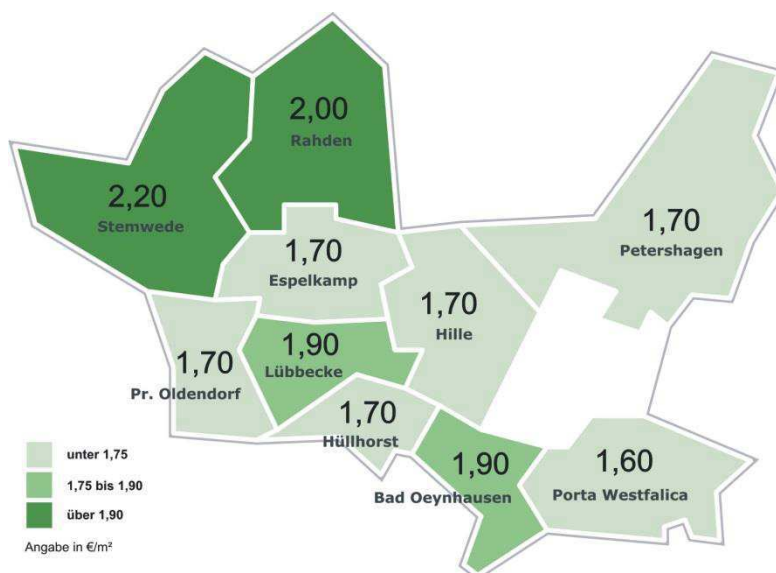 2,00
Rahden
2,20
Stemwede
1,70
Petershagen
1,70
Espelkamp
1,70
Hille
1,90
Lübbecke
1,70
Pr. Oldendorf
1,70
Hüllhorst
1,90
Bad Oeynhausen
1,60
Porta Westfalica
unter 1,75
1,75 bis 1,90
über 1,90
Angabe in €/m²